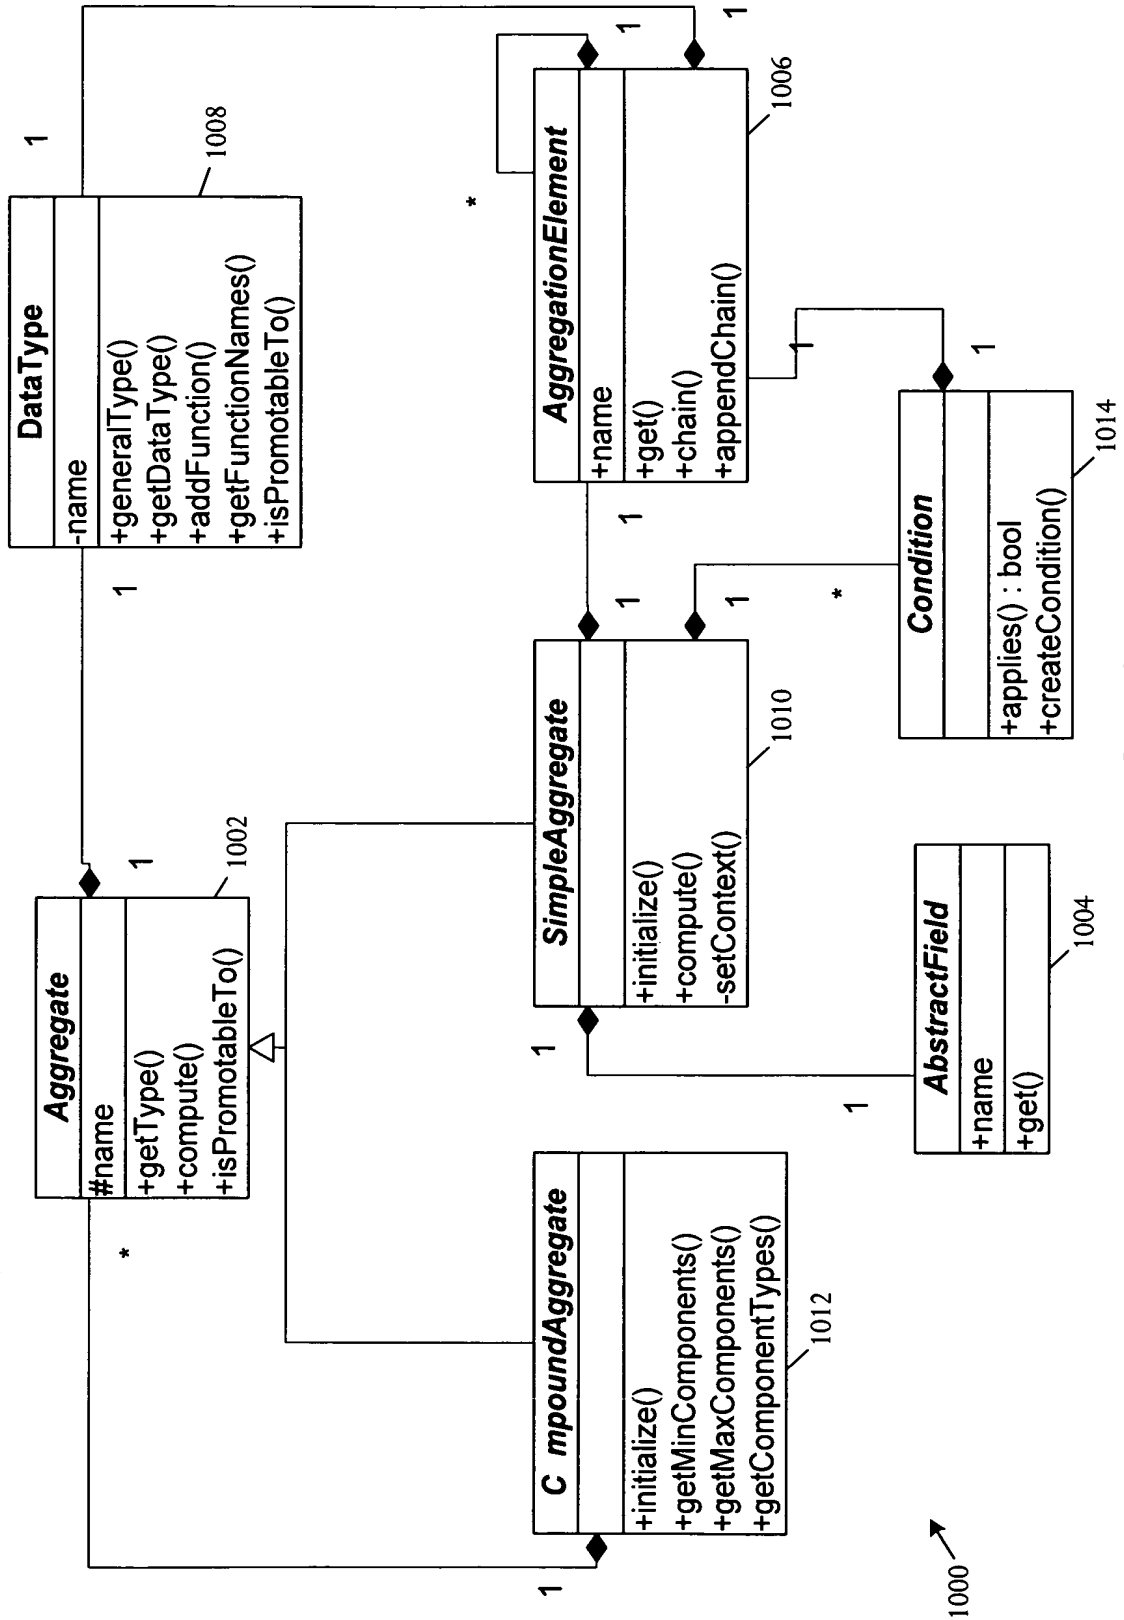 Aggregate
#name
+getType()
+compute()
+isPromotableTo()
1002
1
*
DataType
-name
+generalType()
+getDataType()
+addFunction()
+getFunctionNames()
+isPromotableTo()
1008
1
1
C mpoundAggregate
+initialize()
+getMinComponents()
+getMaxComponents()
+getComponentTypes()
1012
1
SimpleAggregate
+initialize()
+compute()
-setContext()
1010
1
1
1
AggregationElement
+name
+get()
+chain()
+appendChain()
1006
1
*
1
1
1
AbstractField
+name
+get()
1004
1
Condition
+applies() : bool
+createCondition()
1014
*
1
1000